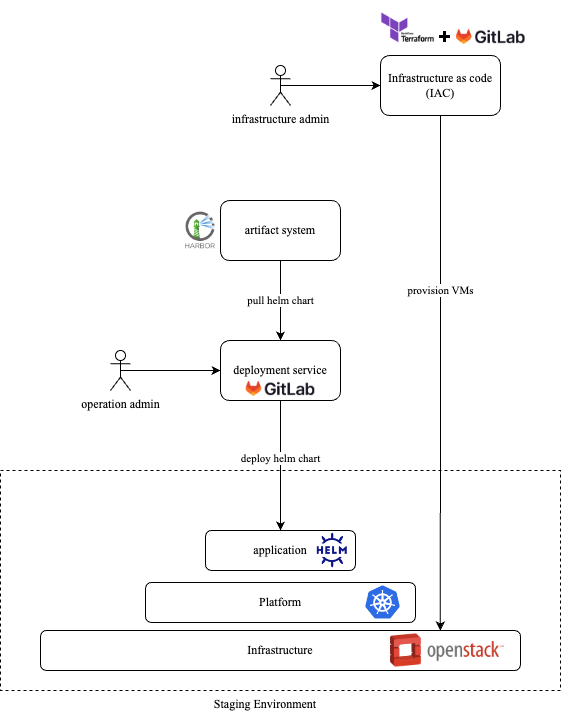 HashiCorp
Terraform
+
GitLab
Infrastructure as code
(IAC)
infrastructure admin
HARBOR
artifact system
provision VMs
pull helm chart
deployment service
GitLab
operation admin
deploy helm chart
application
HELM
Platform
Infrastructure
openstack
Staging Environment